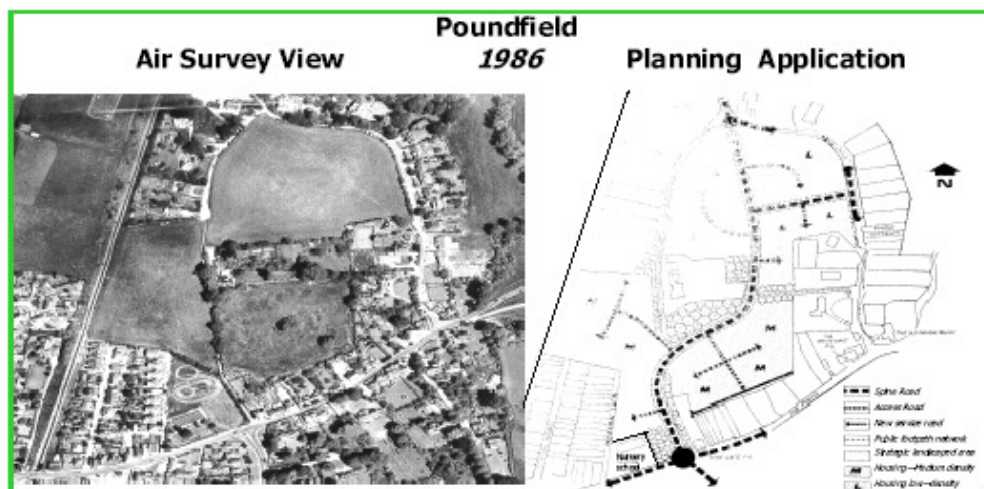 Poundfield
Air Survey View
1986
Planning Application
L
L
L
N
M
M
M
M
Nursery
school
Spine Road
Access Road
New service road
Public footpath network
Strategic landscaped area
M Housing—Medium density
L Housing low—density